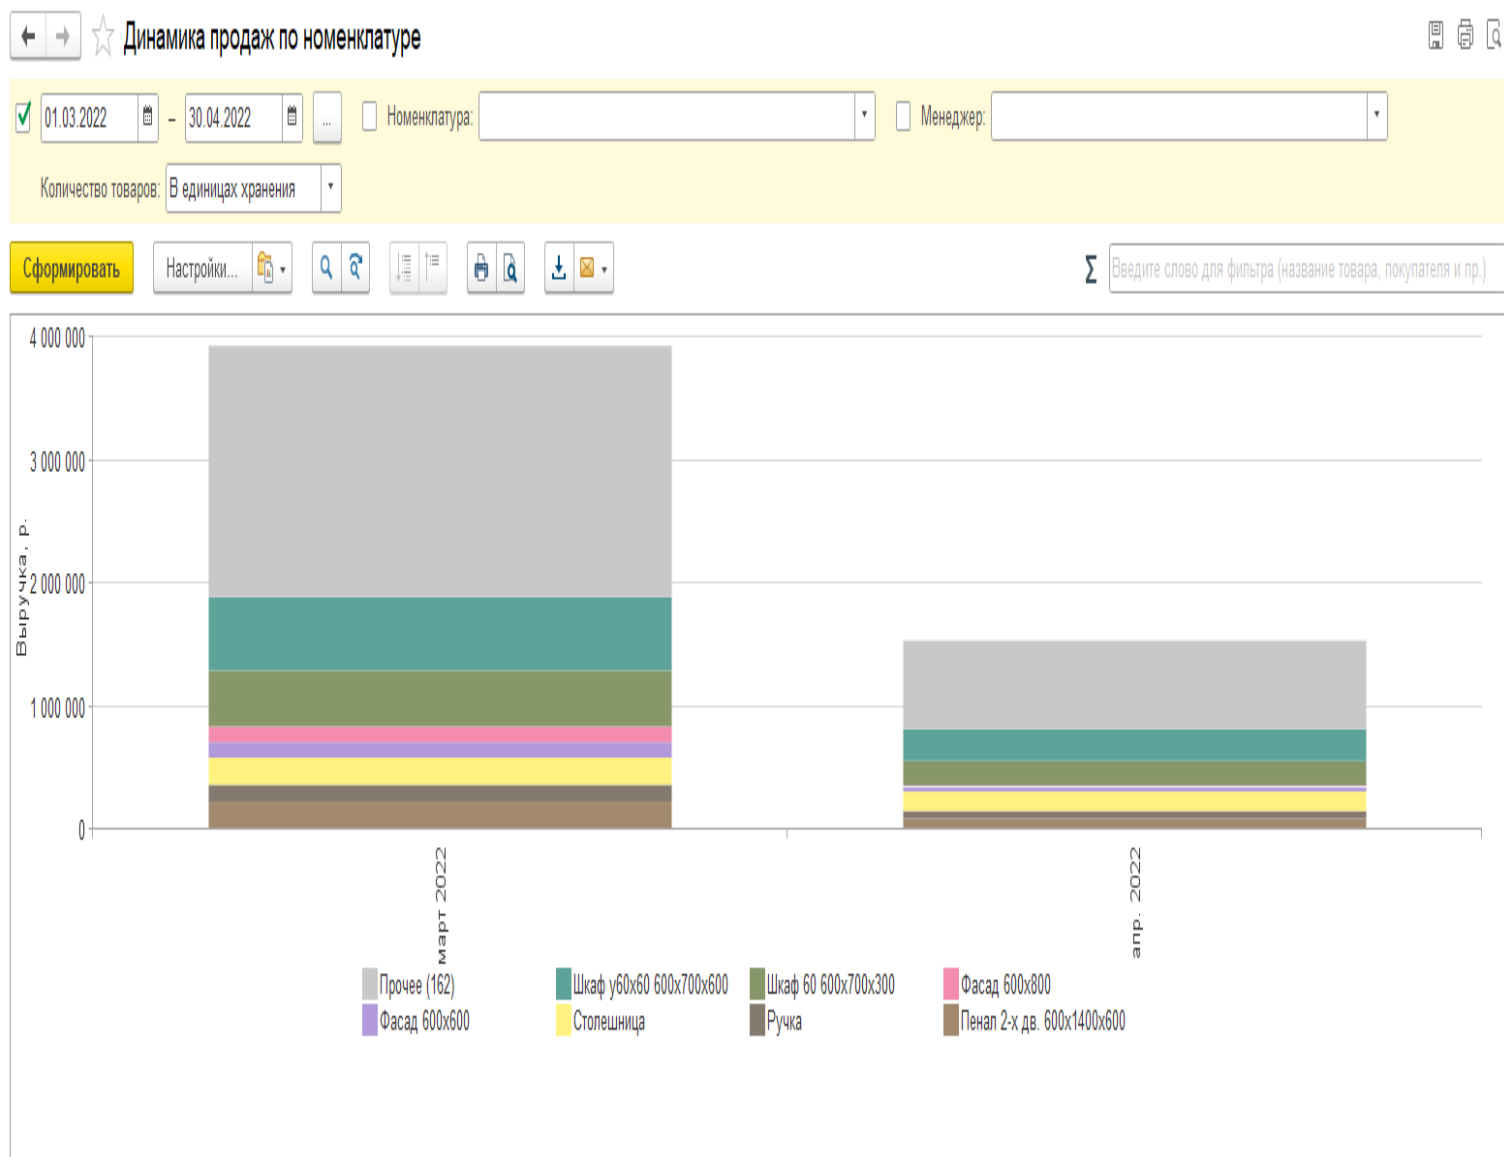 Динамика продаж по номенклатуре
01.03.2022 – 30.04.2022 ... Номенклатура: Менеджер:
Количество товаров: В единицах хранения
Сформировать Настройки... Σ Введите слово для фильтра (название товара, покупателя и пр.)
4 000 000
3 000 000
2 000 000
1 000 000
0
Выручка, р.
март 2022 апр. 2022
Прочее (162) Шкаф у60х60 600х700х600 Шкаф 60 600х700х300 Фасад 600х800
Фасад 600х600 Столешница Ручка Пенал 2-х дв. 600х1400х600